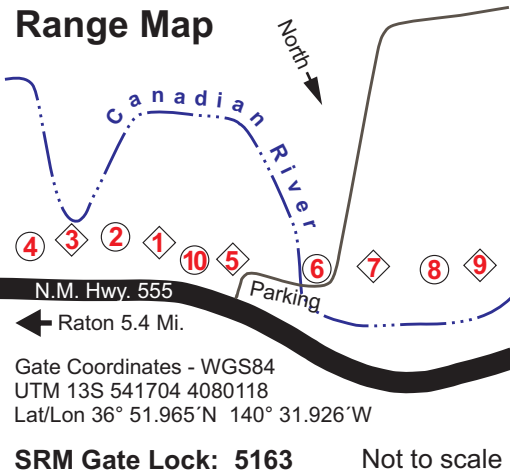 Range Map
North
Canadian River
4
3
2
1
10
5
6
7
8
9
N.M. Hwy. 555
Parking
Raton 5.4 Mi.
Gate Coordinates - WGS84
UTM 13S 541704 4080118
Lat/Lon 36° 51.965´N 140° 31.926´W
SRM Gate Lock: 5163
Not to scale